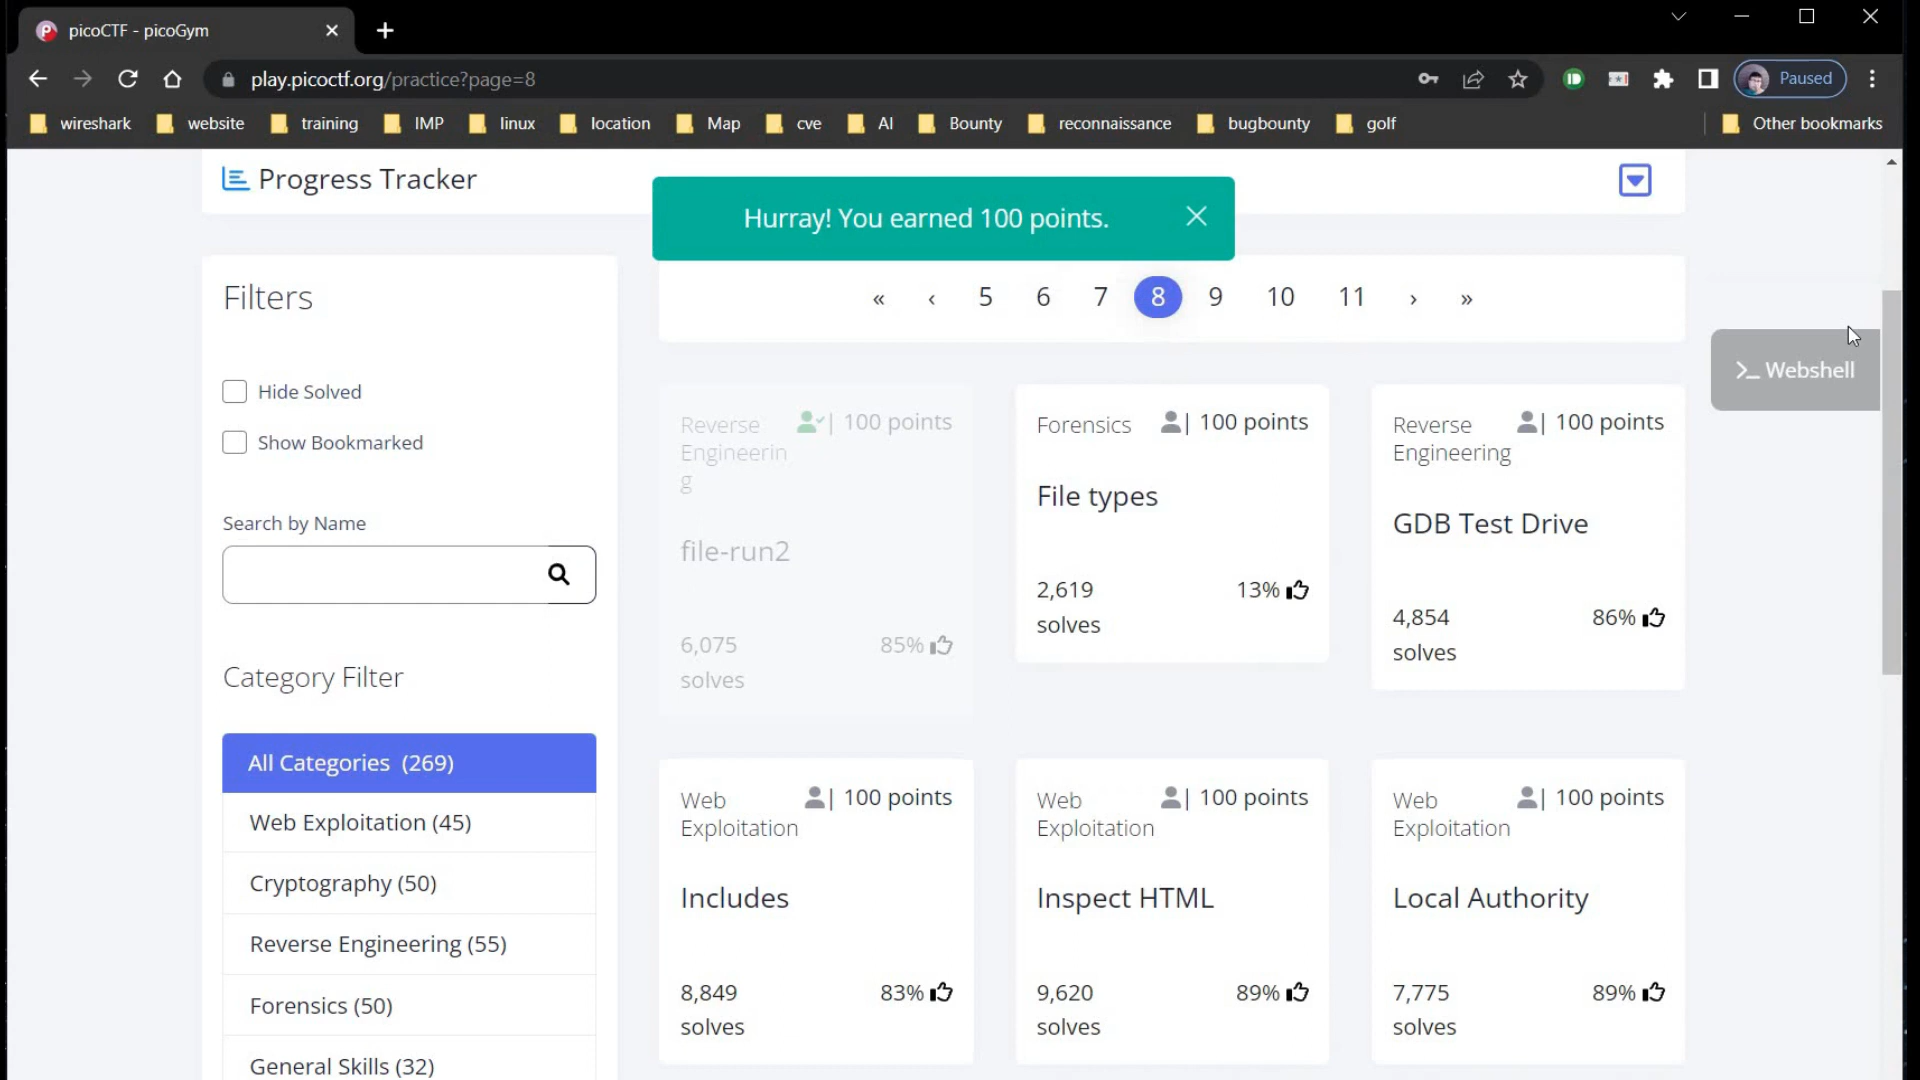 picoCTF - picoGym
play.picoctf.org/practice?page=8
Paused
wireshark website training IMP linux location Map cve AI Bounty reconnaissance bugbounty golf Other bookmarks
Progress Tracker
Hurray! You earned 100 points.
« ‹ 5 6 7 8 9 10 11 › »
>_ Webshell
Filters
Hide Solved
Show Bookmarked
Search by Name
Category Filter
All Categories (269)
Web Exploitation (45)
Cryptography (50)
Reverse Engineering (55)
Forensics (50)
General Skills (32)
Reverse
Engineerin
g
| 100 points
file-run2
6,075
solves
85%
Forensics
| 100 points
File types
2,619
solves
13%
Reverse
Engineering
| 100 points
GDB Test Drive
4,854
solves
86%
Web
Exploitation
| 100 points
Includes
8,849
solves
83%
Web
Exploitation
| 100 points
Inspect HTML
9,620
solves
89%
Web
Exploitation
| 100 points
Local Authority
7,775
solves
89%